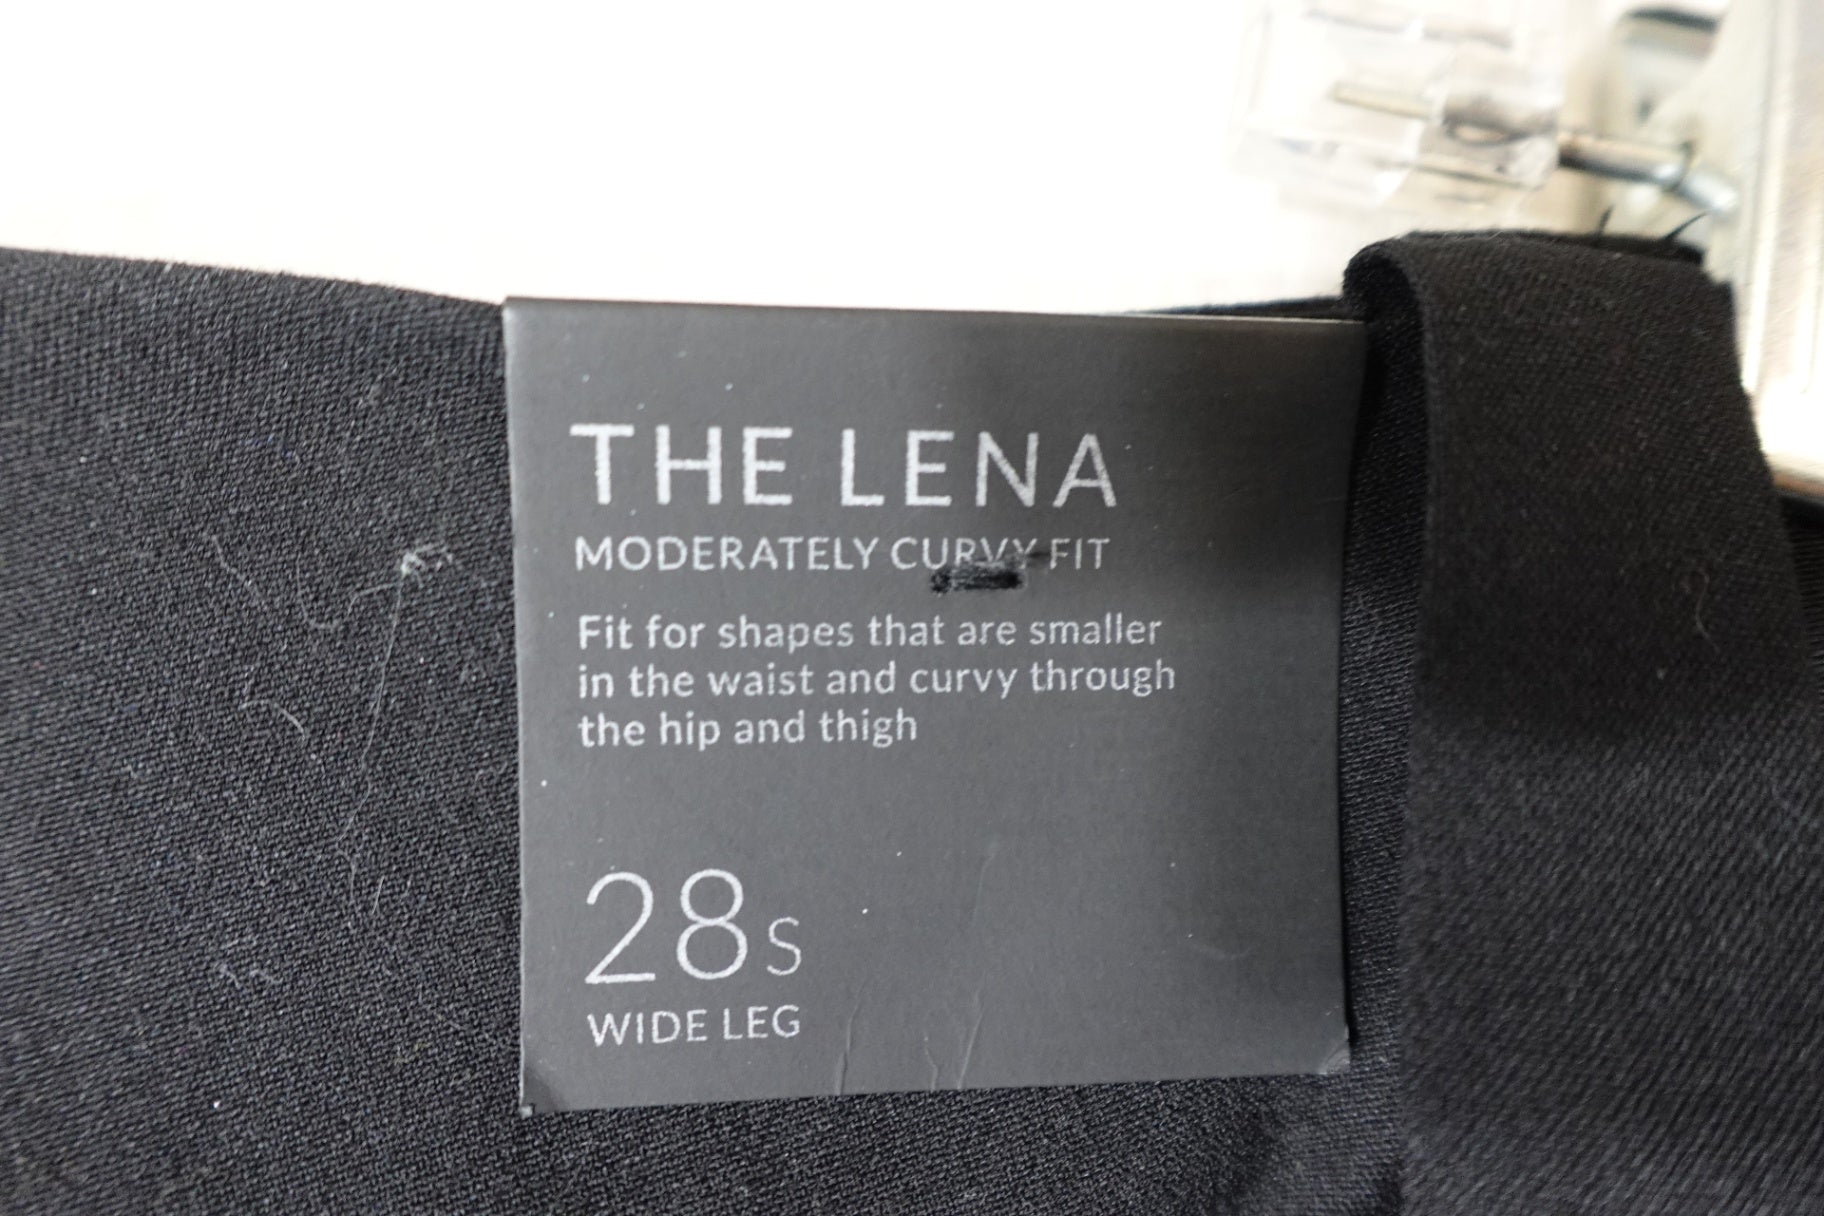 THE LENA
MODERATELY CURVY FIT
Fit for shapes that are smaller
in the waist and curvy through
the hip and thigh
28S
WIDE LEG